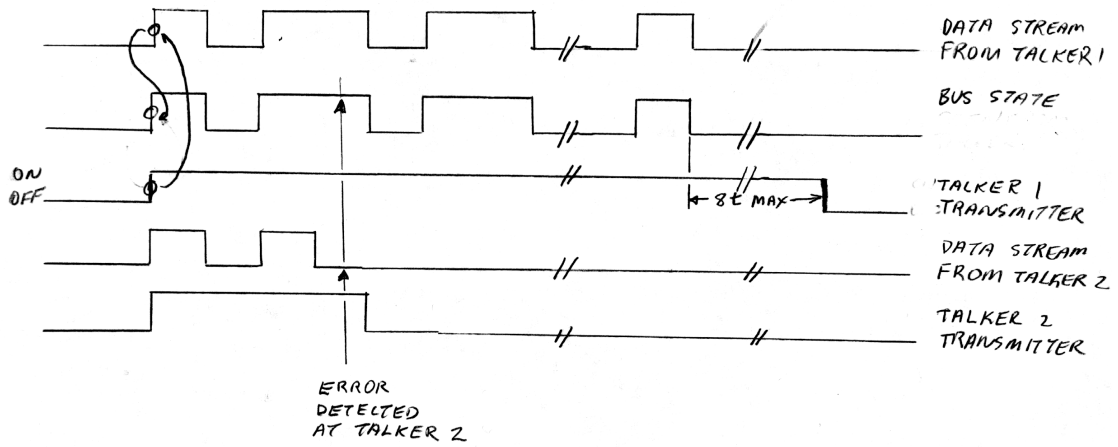 DATA STREAM
FROM TALKER 1
BUS STATE
ON
OFF
8t MAX
TALKER 1
TRANSMITTER
DATA STREAM
FROM TALKER 2
TALKER 2
TRANSMITTER
ERROR
DETECTED
AT TALKER 2